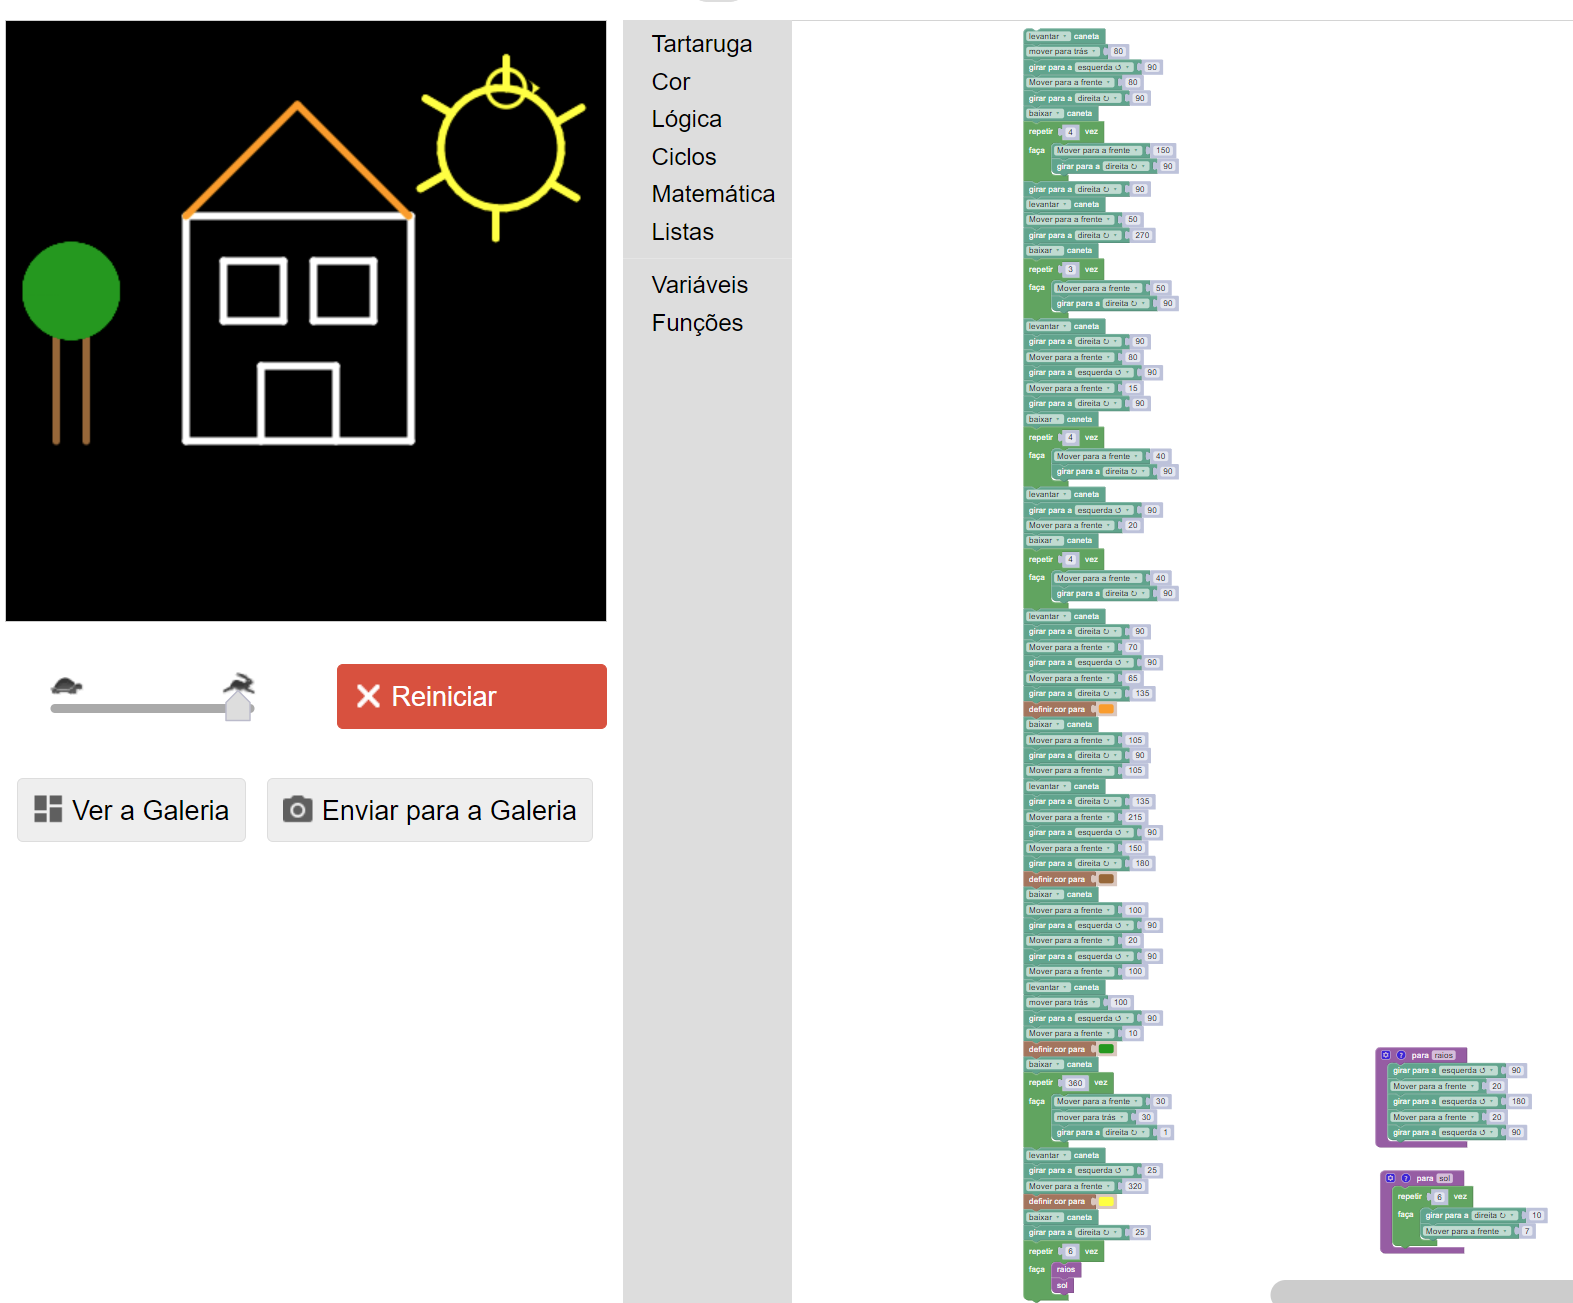 Tartaruga
Cor
Lógica
Ciclos
Matemática
Listas
Variáveis
Funções
Reiniciar
Ver a Galeria
Enviar para a Galeria
levantar caneta
mover para trás 80
girar para a esquerda ↺ 90
Mover para a frente 80
girar para a direita ↻ 90
baixar caneta
repetir 4 vez
faça Mover para a frente 150
girar para a direita ↻ 90
girar para a direita ↻ 90
levantar caneta
Mover para a frente 50
girar para a direita ↻ 270
baixar caneta
repetir 3 vez
faça Mover para a frente 50
girar para a direita ↻ 90
levantar caneta
girar para a direita ↻ 90
Mover para a frente 80
girar para a esquerda ↺ 90
Mover para a frente 15
girar para a direita ↻ 90
baixar caneta
repetir 4 vez
faça Mover para a frente 40
girar para a direita ↻ 90
levantar caneta
girar para a esquerda ↺ 90
Mover para a frente 20
baixar caneta
repetir 4 vez
faça Mover para a frente 40
girar para a direita ↻ 90
levantar caneta
girar para a direita ↻ 90
Mover para a frente 70
girar para a esquerda ↺ 90
Mover para a frente 65
girar para a direita ↻ 135
definir cor para
baixar caneta
Mover para a frente 105
girar para a direita ↻ 90
Mover para a frente 105
levantar caneta
girar para a direita ↻ 135
Mover para a frente 215
girar para a esquerda ↺ 90
Mover para a frente 150
girar para a direita ↻ 180
definir cor para
baixar caneta
Mover para a frente 100
girar para a esquerda ↺ 90
Mover para a frente 20
girar para a esquerda ↺ 90
Mover para a frente 100
levantar caneta
mover para trás 100
girar para a esquerda ↺ 90
Mover para a frente 10
definir cor para
baixar caneta
repetir 360 vez
faça Mover para a frente 30
mover para trás 30
girar para a direita ↻ 1
levantar caneta
girar para a esquerda ↺ 25
Mover para a frente 320
definir cor para
baixar caneta
girar para a direita ↻ 25
repetir 6 vez
faça raios
sol
? para raios
girar para a esquerda ↺ 90
Mover para a frente 20
girar para a esquerda ↺ 180
Mover para a frente 20
girar para a esquerda ↺ 90
? para sol
repetir 6 vez
faça girar para a direita ↻ 10
Mover para a frente 7